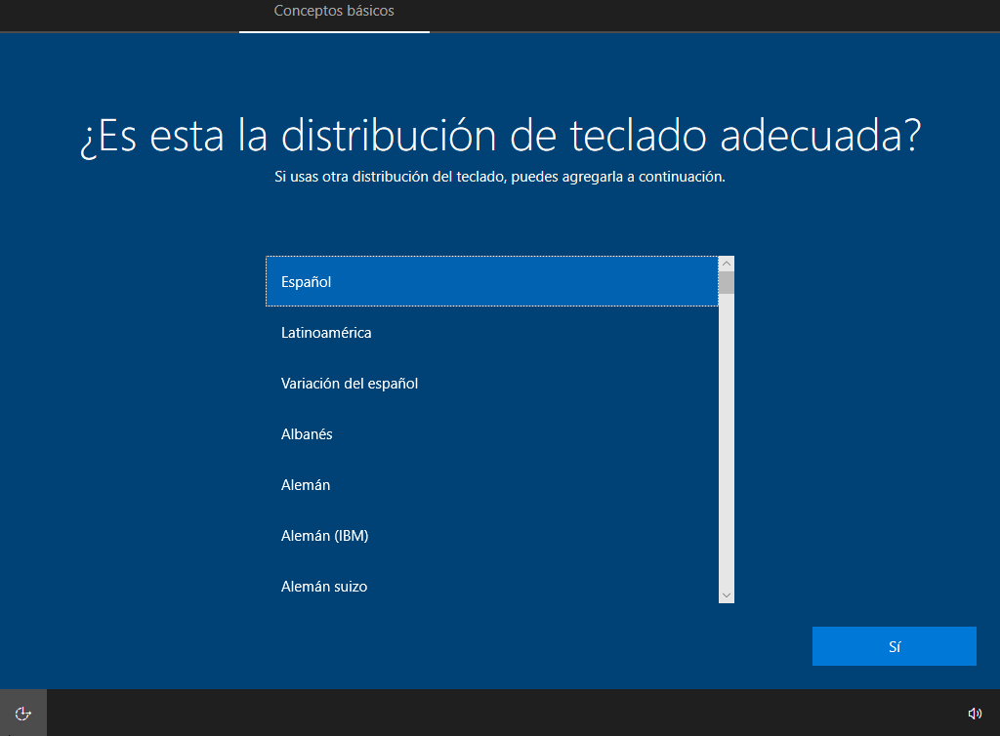 Conceptos básicos
¿Es esta la distribución de teclado adecuada?
Si usas otra distribución del teclado, puedes agregarla a continuación.
Español
Latinoamérica
Variación del español
Albanés
Alemán
Alemán (IBM)
Alemán suizo
Sí